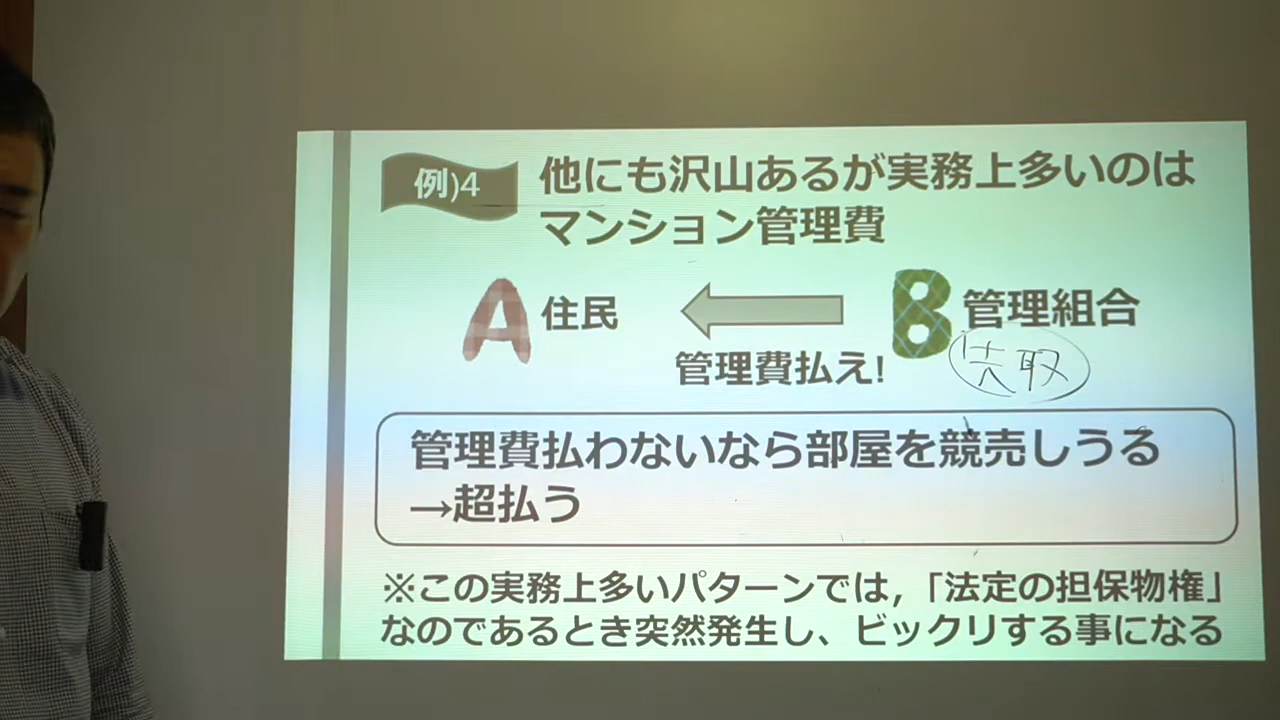 例)4
他にも沢山あるが実務上多いのは
マンション管理費
A 住民
B 管理組合
管理費払え!
先取
管理費払わないなら部屋を競売しうる
→超払う
※この実務上多いパターンでは,「法定の担保物権」
なのであるとき突然発生し、ビックリする事になる